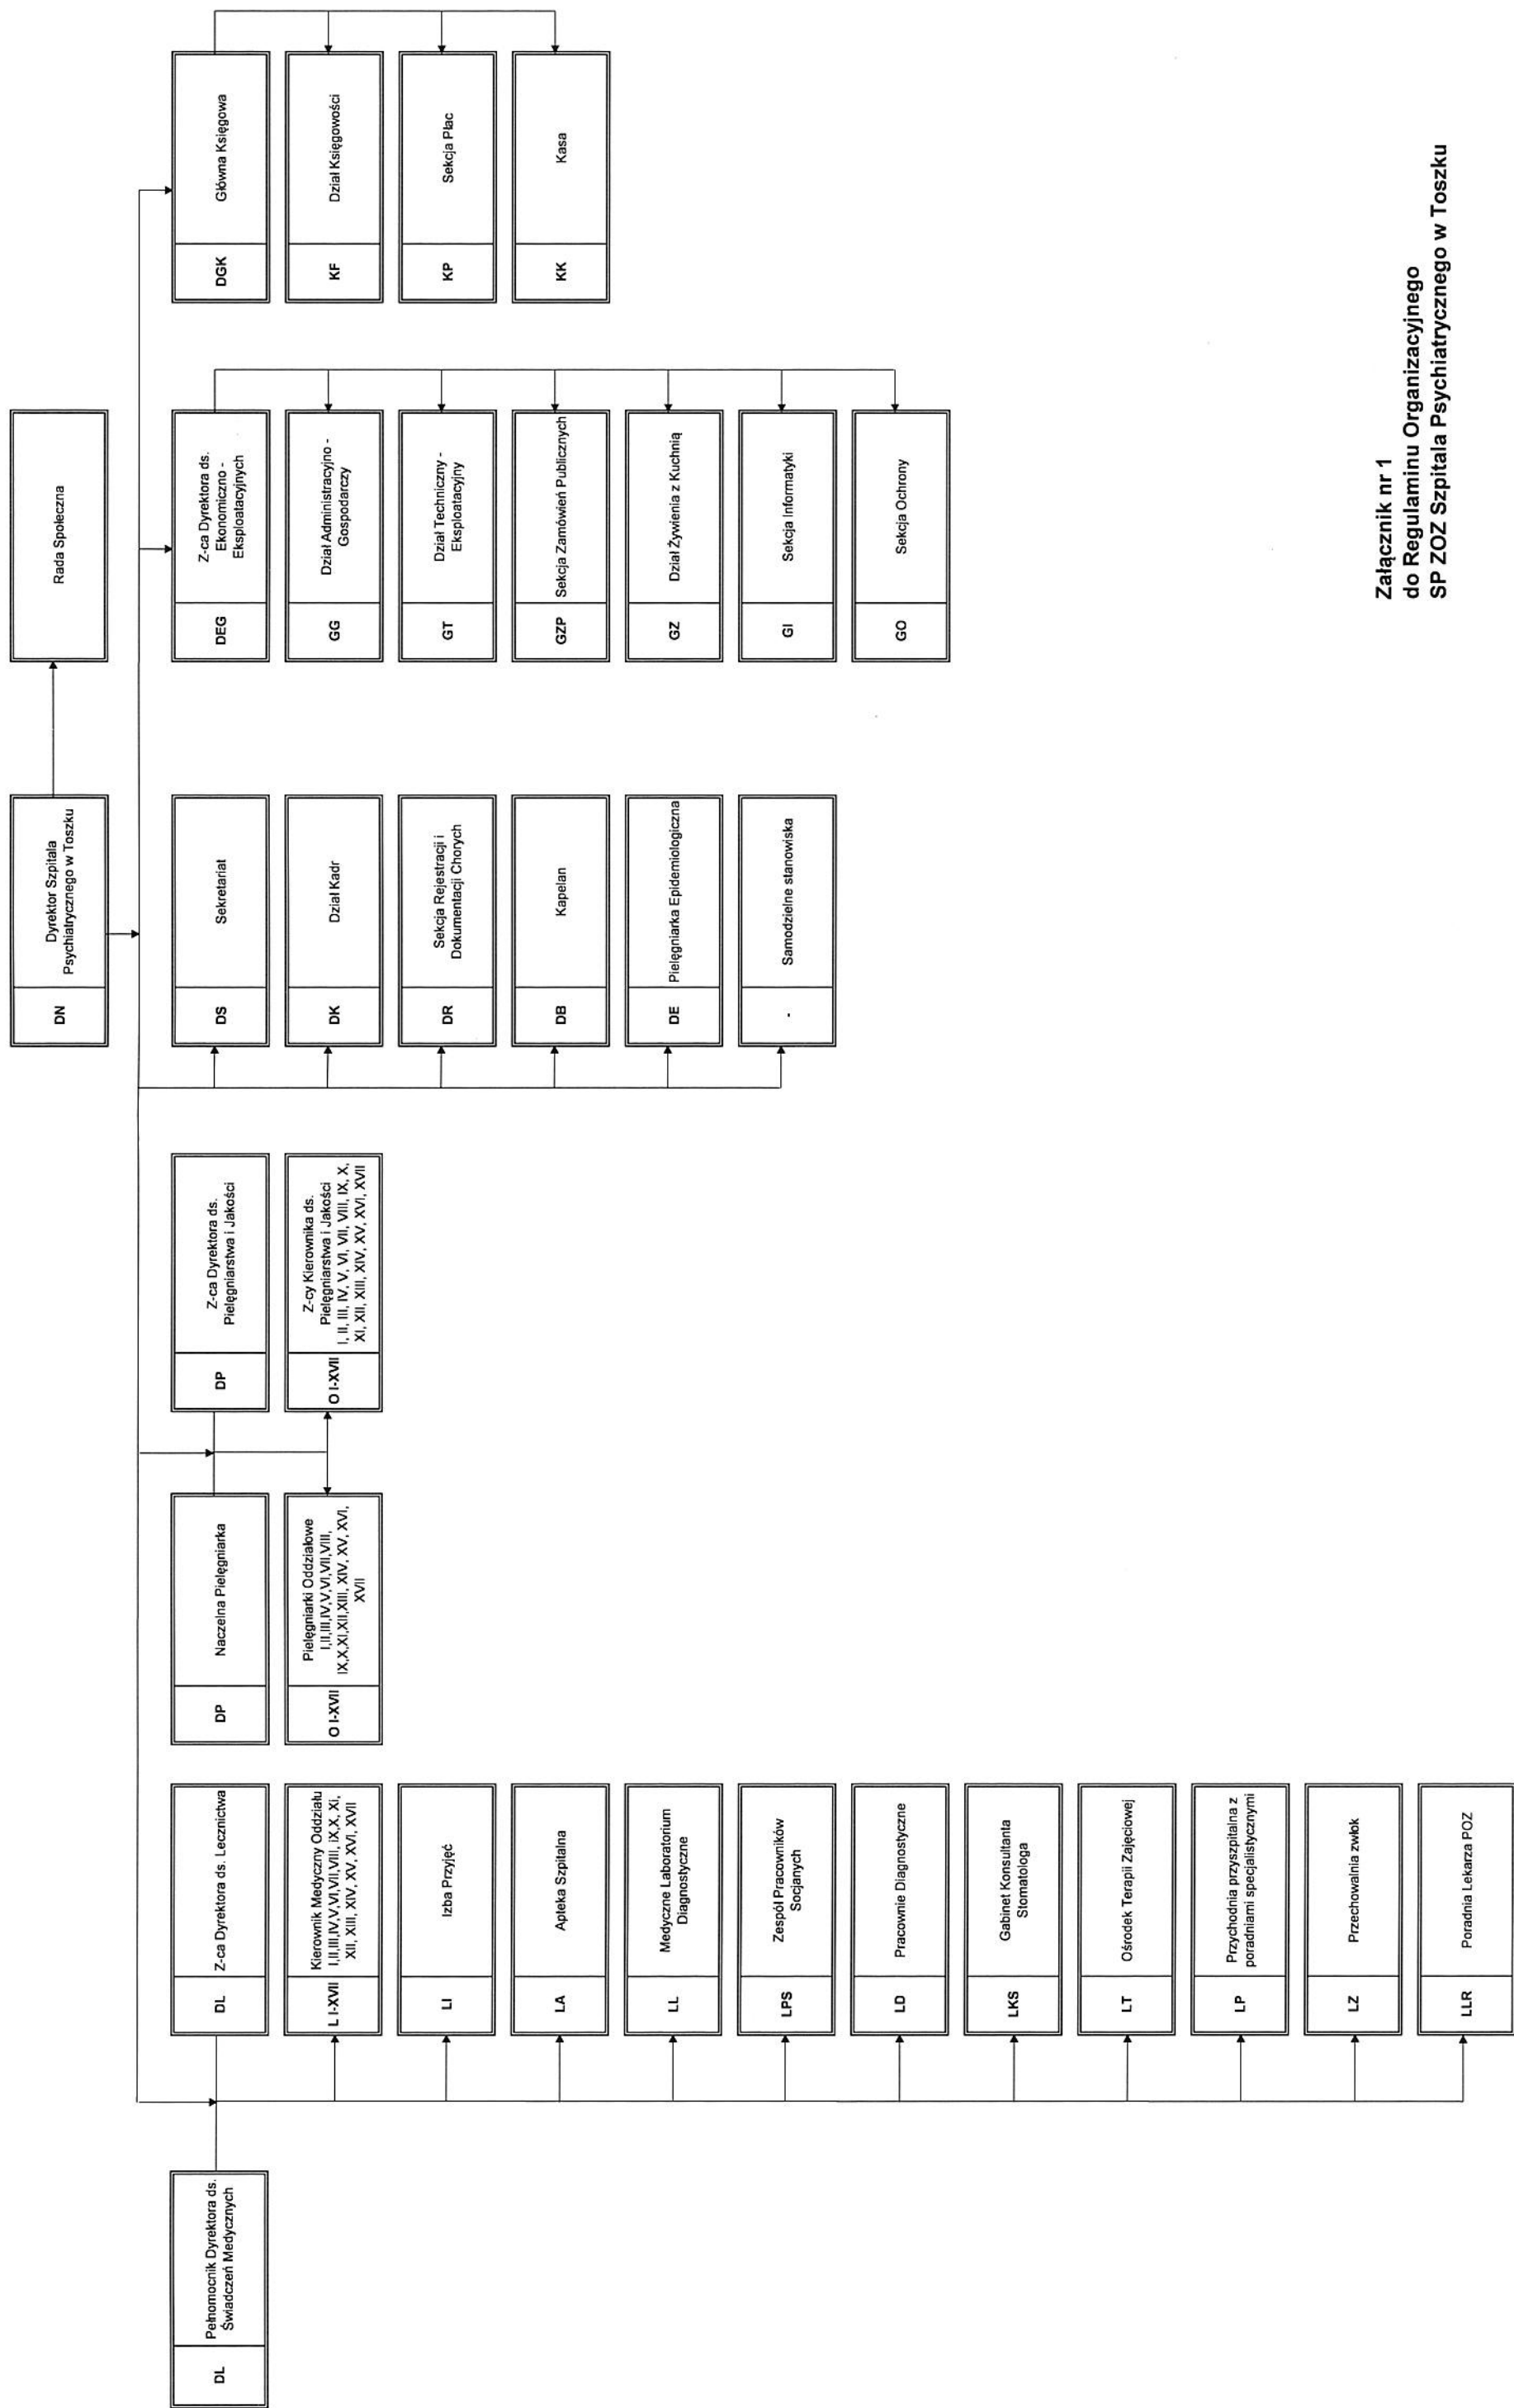 DN
Dyrektor Szpitala
Psychiatrycznego w Toszku
Rada Społeczna
DL
Pełnomocnik Dyrektora ds.
Świadczeń Medycznych
DL
Z-ca Dyrektora ds. Lecznictwa
L I-XVII
Kierownik Medyczny Oddziału
I,II,III,IV,V,VI,VII,VIII, iX,X, Xi,
XII, XIII, XIV, XV, XVI, XVII
LI
Izba Przyjęć
LA
Apteka Szpitalna
LL
Medyczne Laboratorium
Diagnostyczne
LPS
Zespół Pracowników
Socjanych
LD
Pracownie Diagnostyczne
LKS
Gabinet Konsultanta
Stomatologa
LT
Ośrodek Terapii Zajęciowej
LP
Przychodnia przyszpitalna z
poradniami specjalistycznymi
LZ
Przechowalnia zwłok
LLR
Poradnia Lekarza POZ
DP
Naczelna Pielęgniarka
O I-XVII
Pielęgniarki Oddziałowe
I,II,III,IV,V,VI,VII,VIII,
IX,X,XI,XII,XIII, XIV, XV, XVI,
XVII
DP
Z-ca Dyrektora ds.
Pielęgniarstwa i Jakości
O I-XVII
Z-cy Kierownika ds.
Pielęgniarstwa i Jakości
I, II, III, IV, V, VI, VII, VIII, IX, X,
XI, XII, XIII, XIV, XV, XVI, XVII
DS
Sekretariat
DK
Dział Kadr
DR
Sekcja Rejestracji i
Dokumentacji Chorych
DB
Kapelan
DE
Pielęgniarka Epidemiologiczna
-
Samodzielne stanowiska
DEG
Z-ca Dyrektora ds.
Ekonomiczno -
Eksploatacyjnych
GG
Dział Administracyjno -
Gospodarczy
GT
Dział Techniczny -
Eksploatacyjny
GZP
Sekcja Zamówień Publicznych
GZ
Dział Żywienia z Kuchnią
GI
Sekcja Informatyki
GO
Sekcja Ochrony
DGK
Główna Księgowa
KF
Dział Księgowości
KP
Sekcja Płac
KK
Kasa
Załącznik nr 1
do Regulaminu Organizacyjnego
SP ZOZ Szpitala Psychiatrycznego w Toszku